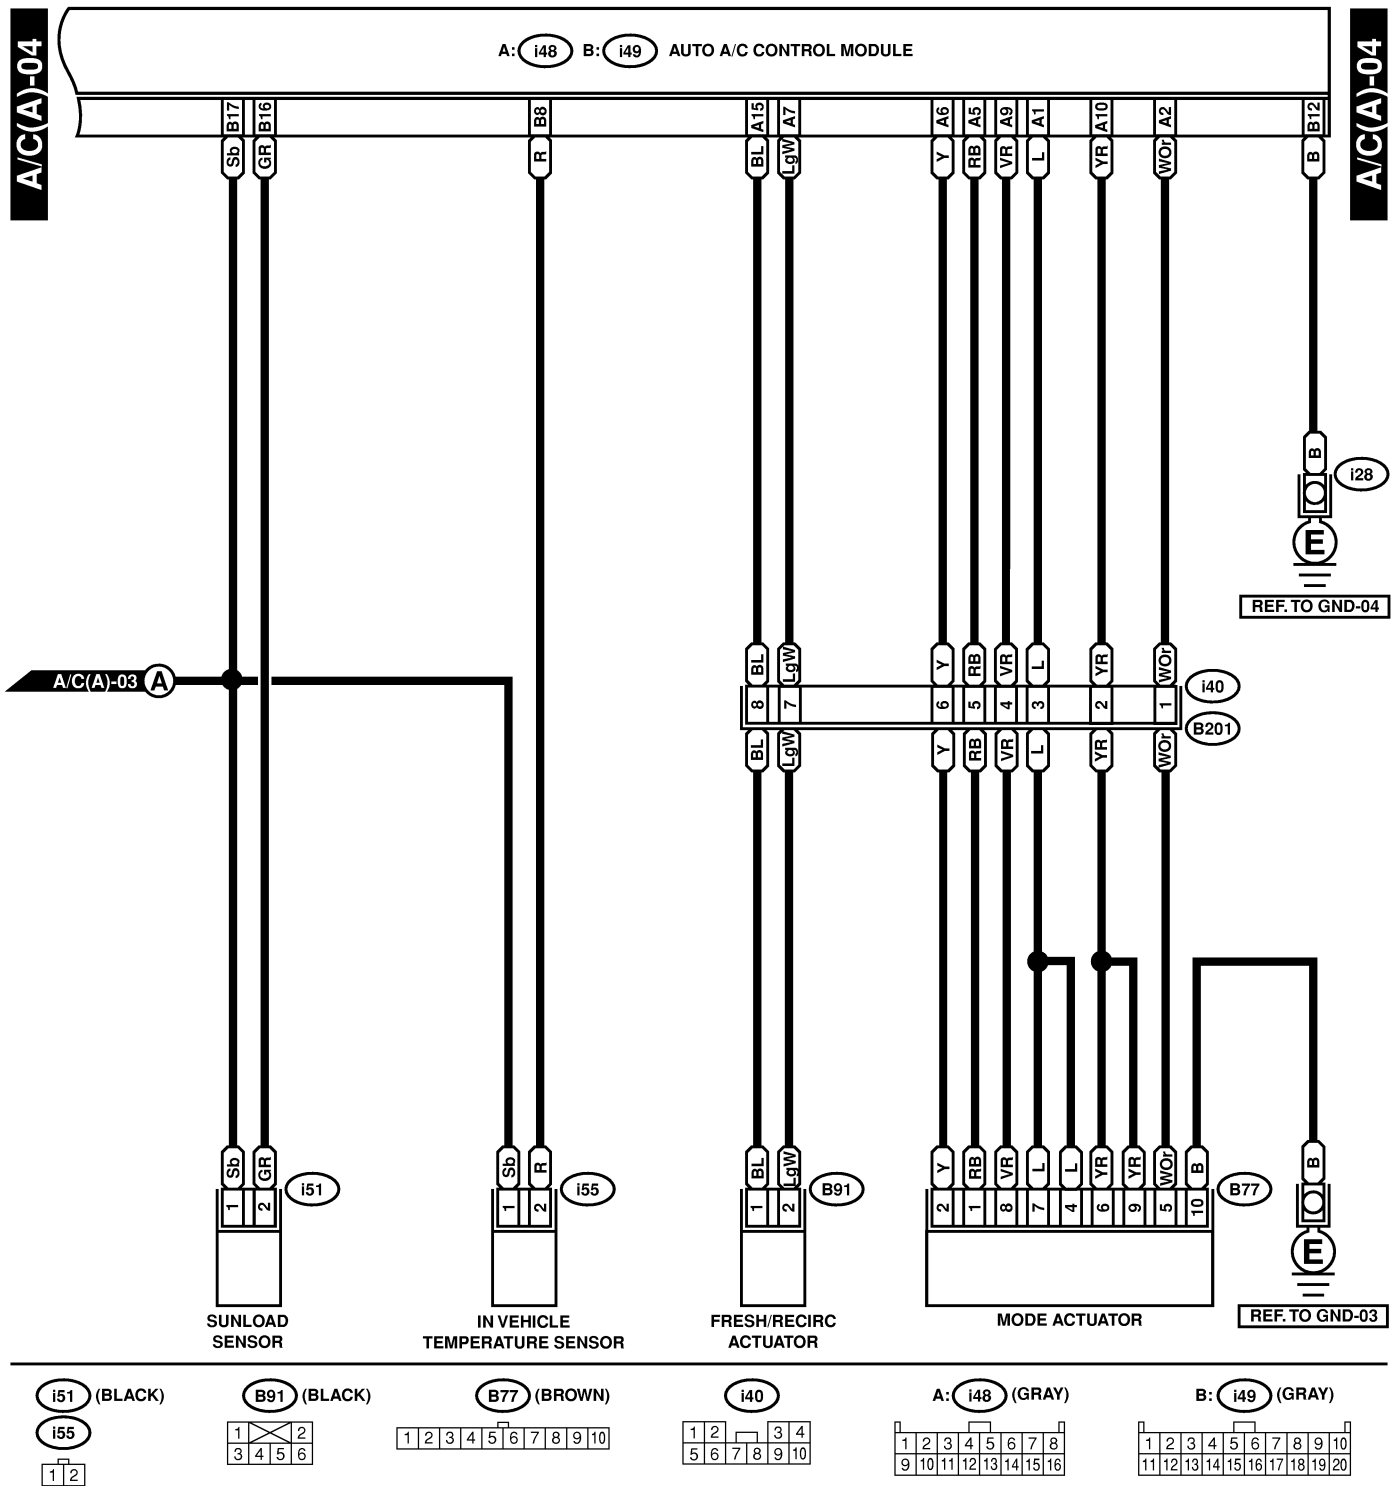 A/C(A)-04
A: i48 B: i49 AUTO A/C CONTROL MODULE
A/C(A)-04
B17 B16 B8 A15 A7 A6 A5 A9 A1 A10 A2 B12
Sb GR R BL LgW Y RB VR L YR WOr B
B
i28
E
REF. TO GND-04
A/C(A)-03 A
BL LgW Y RB VR L YR WOr
8 7 6 5 4 3 2 1
i40
B201
BL LgW Y RB VR L YR WOr
Sb GR Sb R BL LgW Y RB VR L L YR YR WOr B B
1 2 i51
1 2 i55
1 2 B91
2 1 8 7 4 6 9 5 10 B77
E
REF. TO GND-03
SUNLOAD
SENSOR
IN VEHICLE
TEMPERATURE SENSOR
FRESH/RECIRC
ACTUATOR
MODE ACTUATOR
i51 (BLACK)
i55
1 2
B91 (BLACK)
1 2
3 4 5 6
B77 (BROWN)
1 2 3 4 5 6 7 8 9 10
i40
1 2 3 4
5 6 7 8 9 10
A: i48 (GRAY)
1 2 3 4 5 6 7 8
9 10 11 12 13 14 15 16
B: i49 (GRAY)
1 2 3 4 5 6 7 8 9 10
11 12 13 14 15 16 17 18 19 20